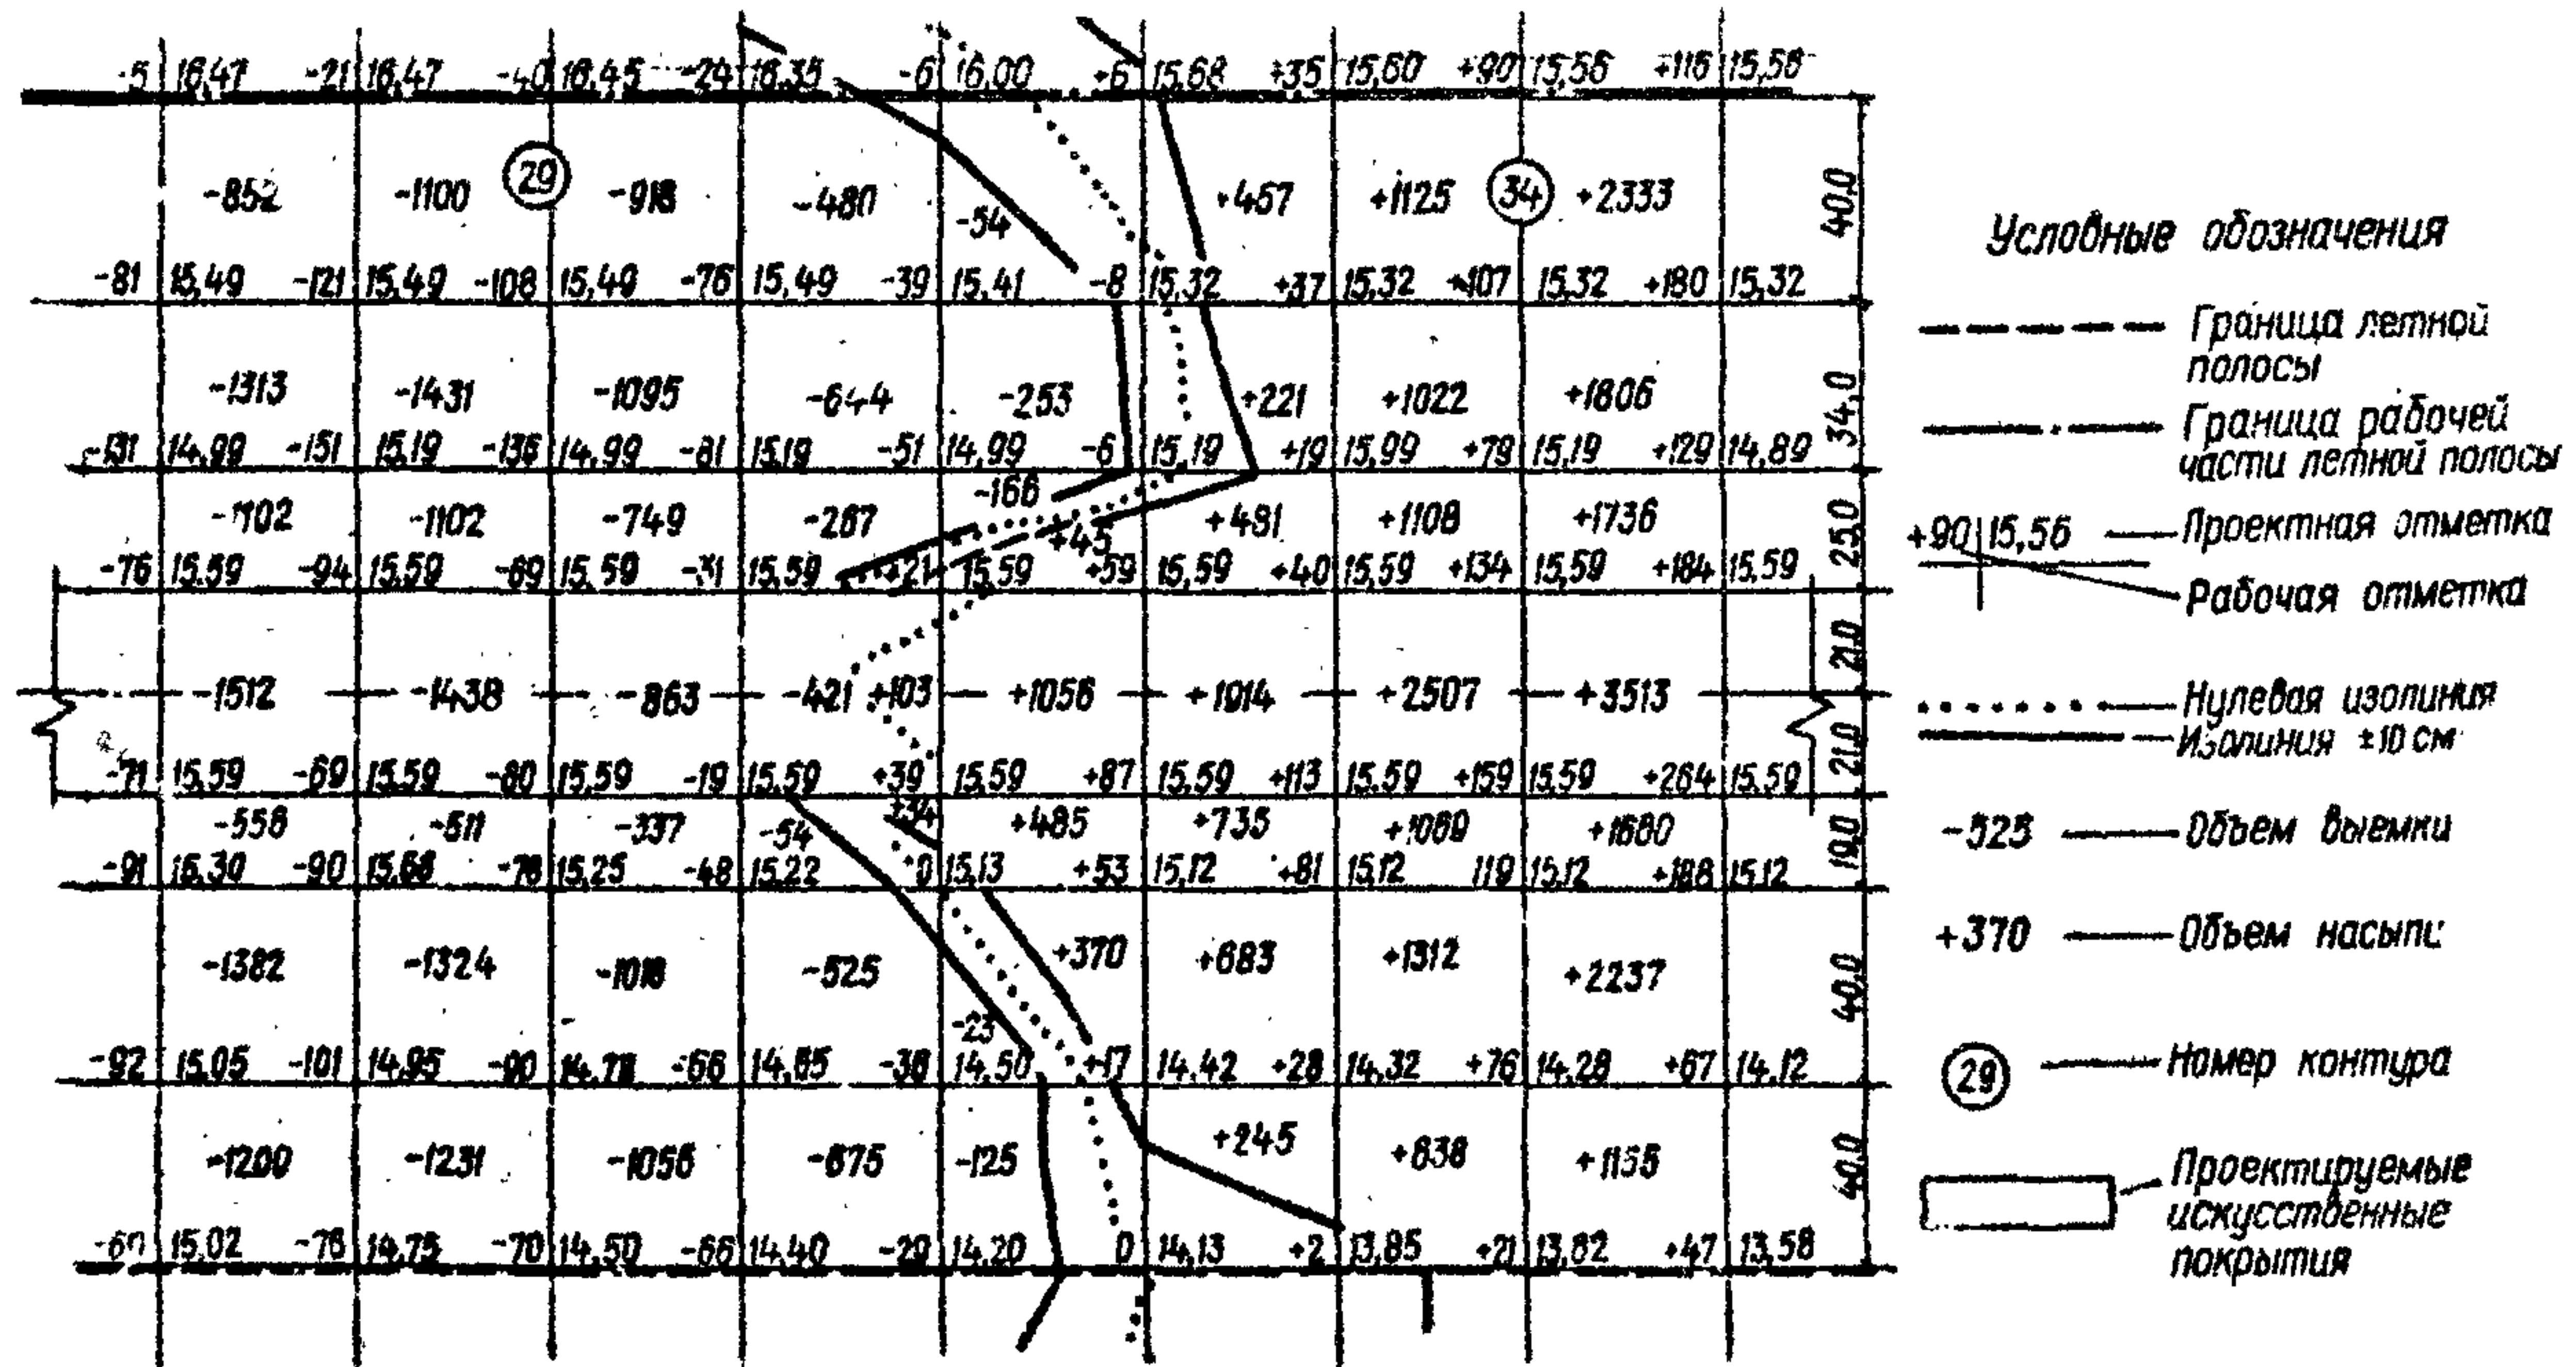 -5 16,47 -21 16,47 -40 16,45 -24 16,35 -6 16,00 +6 15,68 +35 15,60 +90 15,56 +116 15,56
-852 -1100 29 -918 -480 -54 +457 +1125 34 +2333
40,0
-81 15,49 -121 15,49 -108 15,49 -76 15,49 -39 15,41 -8 15,32 +37 15,32 +107 15,32 +180 15,32
-1313 -1431 -1095 -644 -253 +221 +1022 +1806
34,0
-131 14,99 -151 15,19 -136 14,99 -81 15,19 -51 14,99 -6 15,19 +19 15,99 +79 15,19 +129 14,89
-1102 -1102 -749 -267 -166 +45 +481 +1108 +1736
25,0
-76 15,59 -94 15,59 -69 15,59 -31 15,59 +21 15,59 +59 15,59 +40 15,59 +134 15,59 +184 15,59
21,0
-1512 -1438 -863 -421 +103 +1056 +1914 +2507 +3513
21,0
-71 15,59 -69 15,59 -80 15,59 -19 15,59 +39 15,59 +87 15,59 +113 15,59 +159 15,59 +264 15,59
-558 -511 -337 -54 +34 +485 +735 +1069 +1680
19,0
-91 -90 15,68 -78 15,25 -48 15,22 0 15,13 +53 15,12 +81 15,12 119 15,12 +188 15,12
-1382 -1324 -1018 -525 -23 +370 +683 +1312 +2237
40,0
-92 15,05 -101 14,95 -90 -66 14,65 -36 14,50 +17 14,42 +28 14,32 +76 14,28 +67 14,12
-1200 -1231 -1056 -675 -125 +245 +638 +1155
40,0
15,02 -76 14,75 -70 14,50 -66 14,40 -29 14,20 0 14,13 +2 13,85 +21 13,82 +47 13,58
Условные обозначения
Граница летной
полосы
Граница рабочей
части летной полосы
+90 15,56 Проектная отметка
Рабочая отметка
Нулевая изолиния
Изолиния ±10 см
-525 Объем выемки
+370 Объем насыпи
29 Номер контура
Проектируемые
искусственные
покрытия